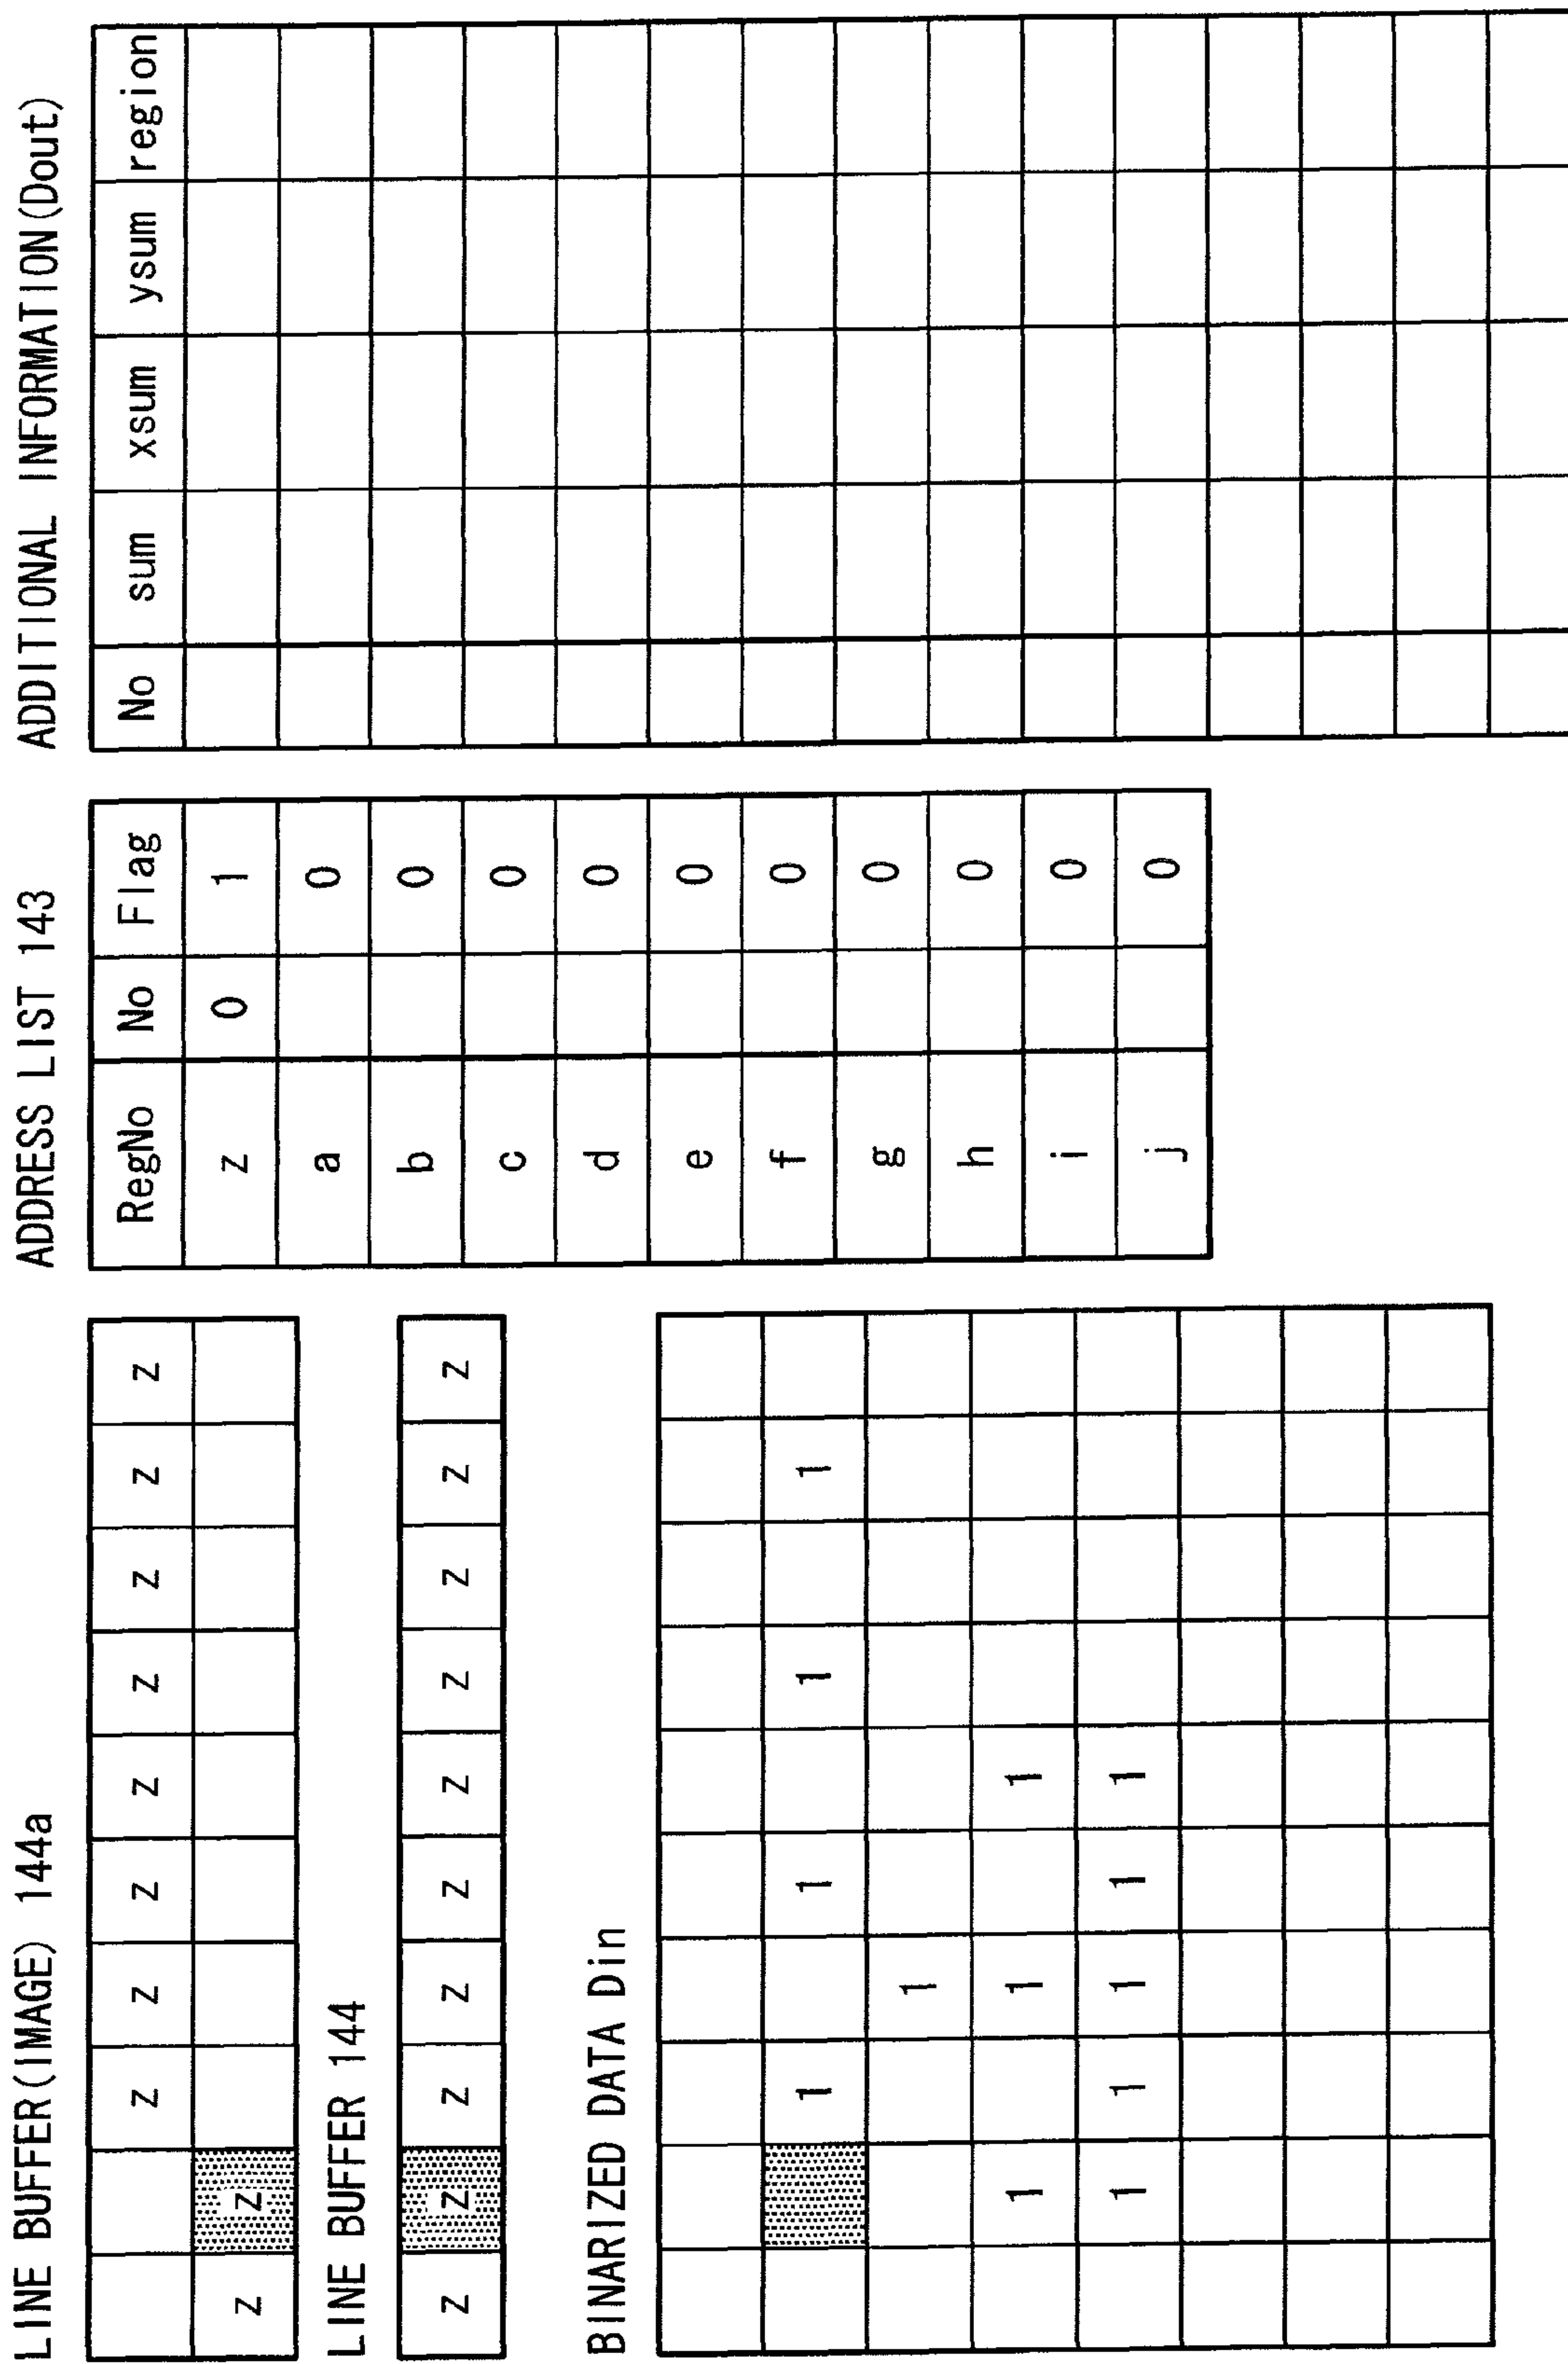 LINE BUFFER(IMAGE) 144a
z z z z z z z z
z z
LINE BUFFER 144
z z z z z z z z z z
BINARIZED DATA Din
1 1 1 1
1
1 1 1
1 1 1 1 1
ADDRESS LIST 143
RegNo No Flag
z 0 1
a 0
b 0
c 0
d 0
e 0
f 0
g 0
h 0
i 0
j 0
ADDITIONAL INFORMATION(Dout)
No sum xsum ysum region